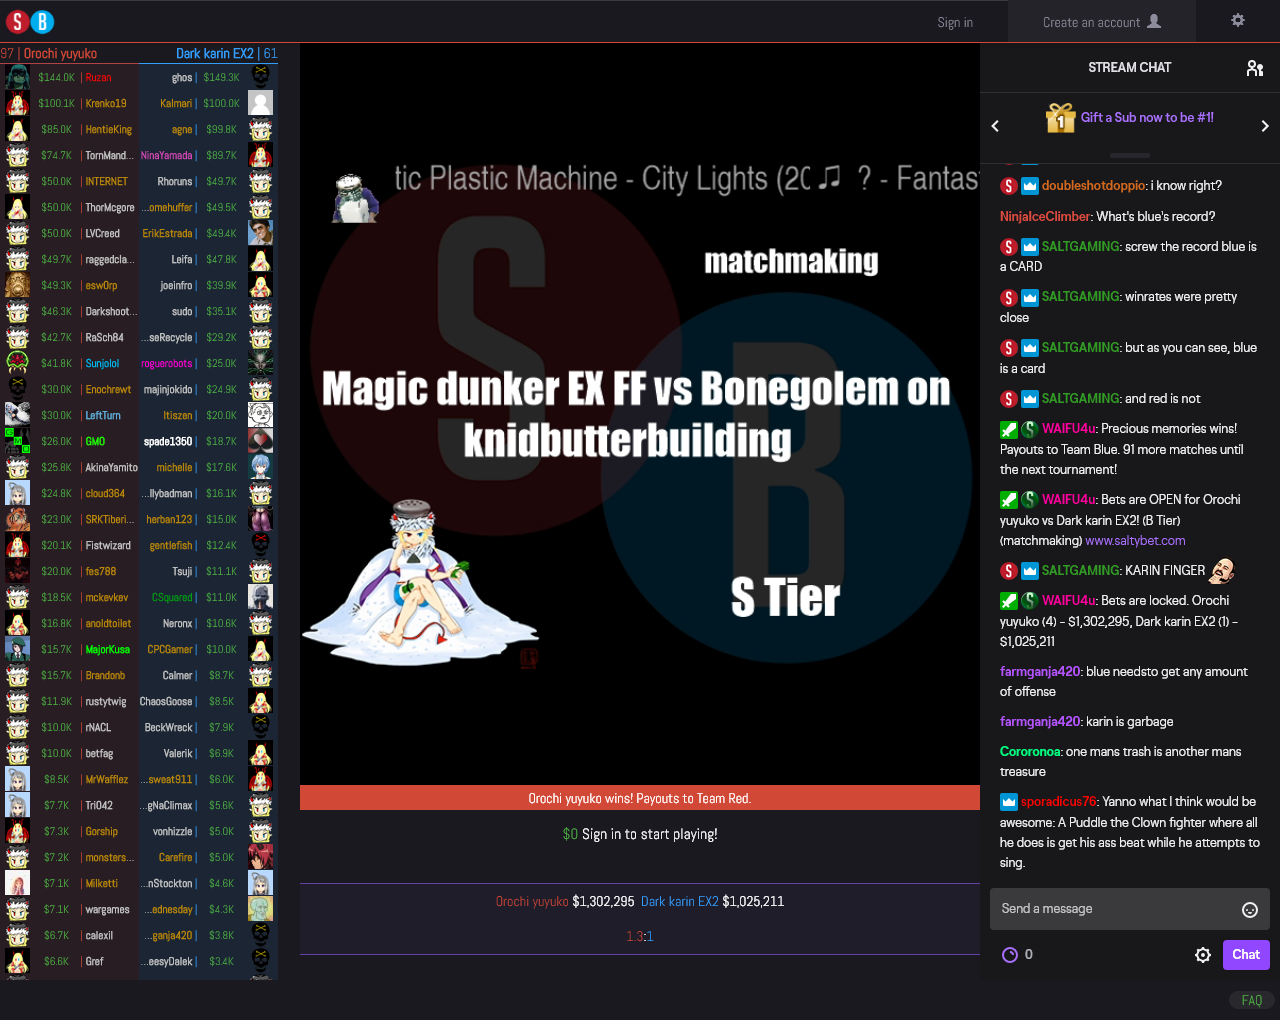 S B
Sign in
Create an account
97 | Orochi yuyuko
Dark karin EX2 | 61
$144.0K | Ruzan
ghos | $149.3K
$100.1K | Krenko19
Kalmari | $100.0K
$85.0K | HentieKing
agne | $99.8K
$74.7K | TornMand...
NinaYamada | $89.7K
$50.0K | INTERNET
Rhoruns | $49.7K
$50.0K | ThorMcgore
...omehuffer | $49.5K
$50.0K | LVCreed
ErikEstrada | $49.4K
$49.7K | raggedcla...
Leifa | $47.8K
$49.3K | esw0rp
joeinfro | $39.9K
$46.3K | Darkshoot...
sudo | $35.1K
$42.7K | RaSch84
...seRecycle | $29.2K
$41.8K | Sunjolol
roguerobots | $25.0K
$30.0K | Enochrewt
majinjokido | $24.9K
$30.0K | LeftTurn
Itiszen | $20.0K
$26.0K | GMO
spade1350 | $18.7K
$25.8K | AkinaYamito
michelle | $17.6K
$24.8K | cloud364
...llybadman | $16.1K
$23.0K | SRKTiberi...
herban123 | $15.0K
$20.1K | Fistwizard
gentlefish | $12.4K
$20.0K | fes788
Tsuji | $11.1K
$18.5K | mckevkev
CSquared | $11.0K
$16.8K | anoldtoilet
Neronx | $10.6K
$15.7K | MajorKusa
CPCGamer | $10.0K
$15.7K | Brandonb
Calmer | $8.7K
$11.9K | rustytwig
ChaosGoose | $8.5K
$10.0K | rNACL
BeckWreck | $7.9K
$10.0K | betfag
Valerik | $6.9K
$8.5K | MrWafflez
...sweat911 | $6.0K
$7.7K | Tri042
...gNaClimax | $5.6K
$7.3K | Gorship
vonhizzle | $5.0K
$7.2K | monsters...
Carefire | $5.0K
$7.1K | Milketti
...nStockton | $4.6K
$7.1K | wargames
...ednesday | $4.3K
$6.7K | calexil
...ganja420 | $3.8K
$6.6K | Gref
...eesyDalek | $3.4K
tic Plastic Machine - City Lights (20 ♫ ? - Fantas
matchmaking
S
B
Magic dunker EX FF vs Bonegolem on
knidbutterbuilding
S Tier
Orochi yuyuko wins! Payouts to Team Red.
$0 Sign in to start playing!
Orochi yuyuko $1,302,295 Dark karin EX2 $1,025,211
1.3:1
STREAM CHAT
1 Gift a Sub now to be #1!
doubleshotdoppio: i know right?
NinjaIceClimber: What's blue's record?
SALTGAMING: screw the record blue is
a CARD
SALTGAMING: winrates were pretty
close
SALTGAMING: but as you can see, blue
is a card
SALTGAMING: and red is not
WAIFU4u: Precious memories wins!
Payouts to Team Blue. 91 more matches until
the next tournament!
WAIFU4u: Bets are OPEN for Orochi
yuyuko vs Dark karin EX2! (B Tier)
(matchmaking) www.saltybet.com
SALTGAMING: KARIN FINGER
WAIFU4u: Bets are locked. Orochi
yuyuko (4) - $1,302,295, Dark karin EX2 (1) -
$1,025,211
farmganja420: blue needsto get any amount
of offense
farmganja420: karin is garbage
Cororonoa: one mans trash is another mans
treasure
sporadicus76: Yanno what I think would be
awesome: A Puddle the Clown fighter where all
he does is get his ass beat while he attempts to
sing.
Send a message
0
Chat
FAQ